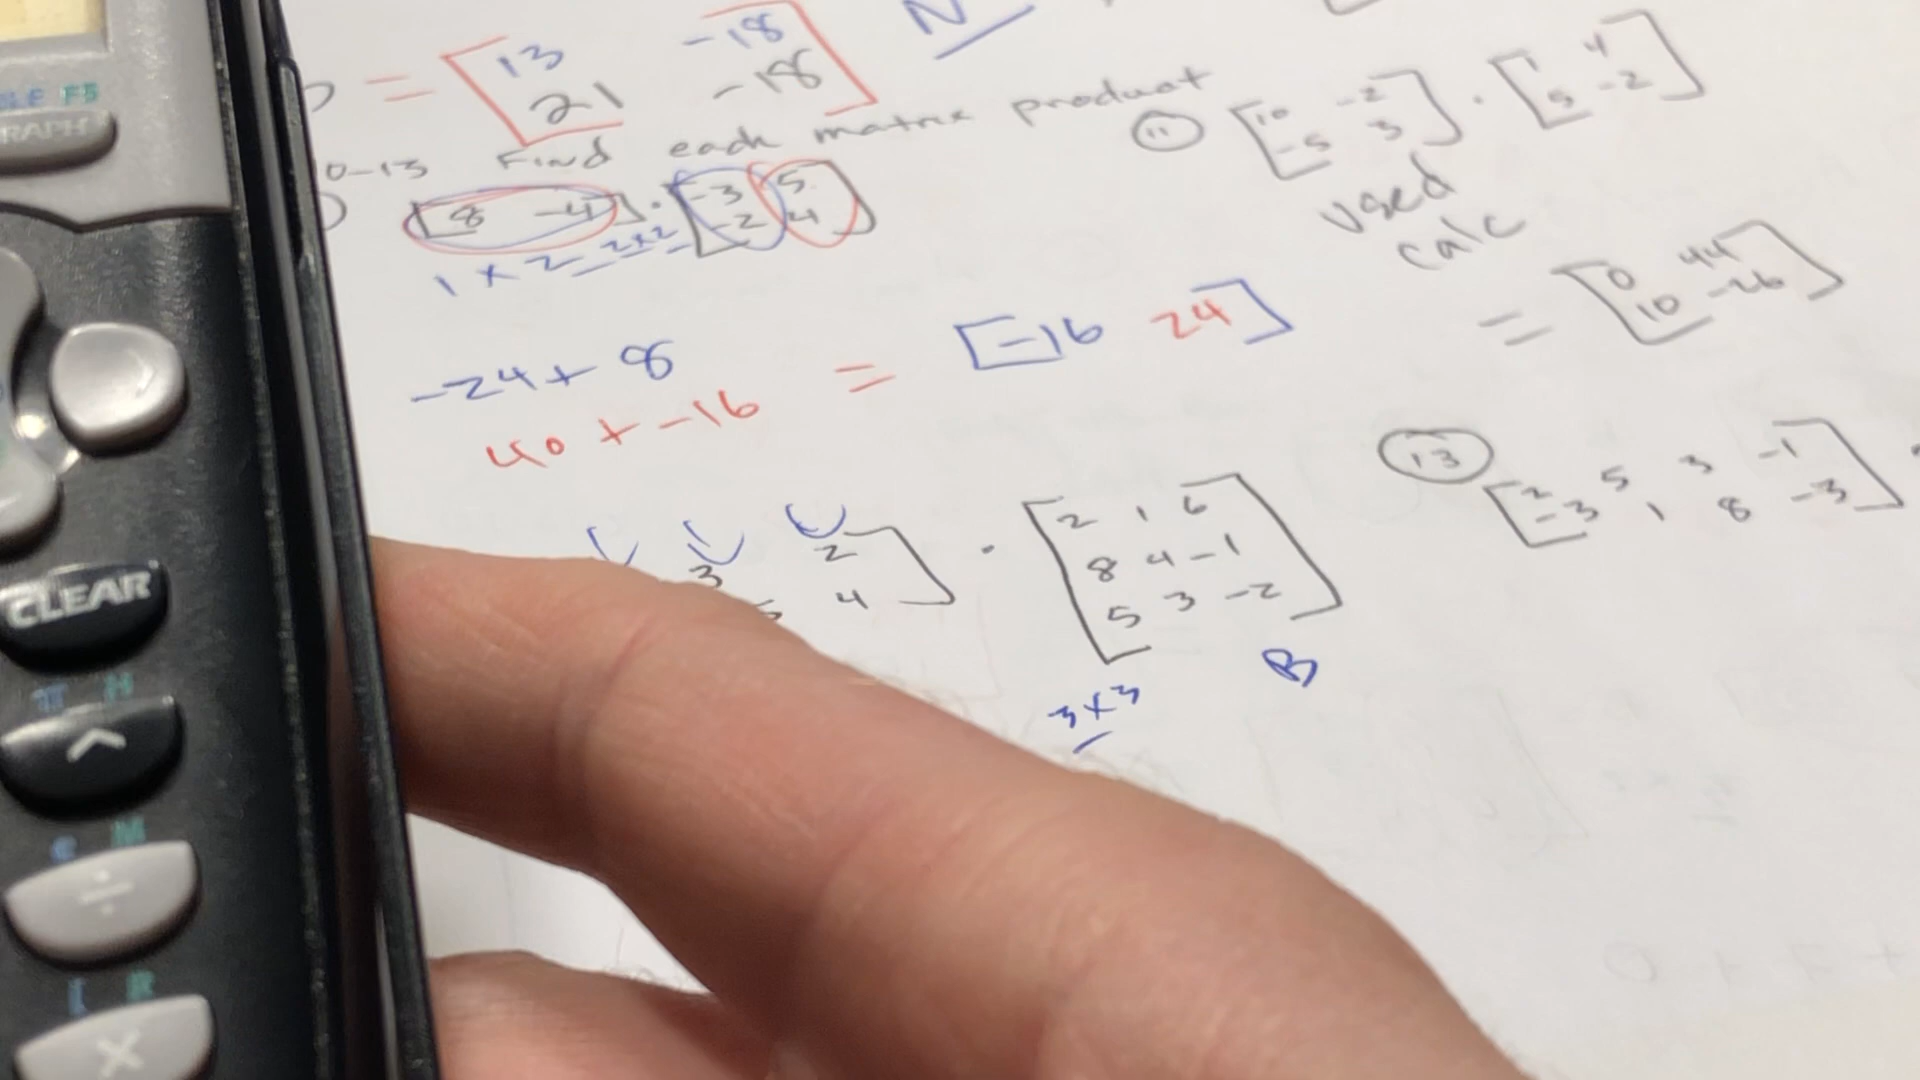 = [13 -18
21 -18]
N
0-13 Find each matrix product
[8 -4] · [-3 5
-2 4]
1 x 2 2x2
-24 + 8
40 + -16
= [-16 24]
11
[10 -2
-5 3] · [1 4
5 -2]
used
calc
= [0 44
10 -26]
3 2
4
· [2 1 6
8 4 -1
5 3 -2]
3x3
B
13
[2 5 3 -1
-3 1 8 -3]
F5
GRAPH
CLEAR
H
^
e M
÷
[ R
×